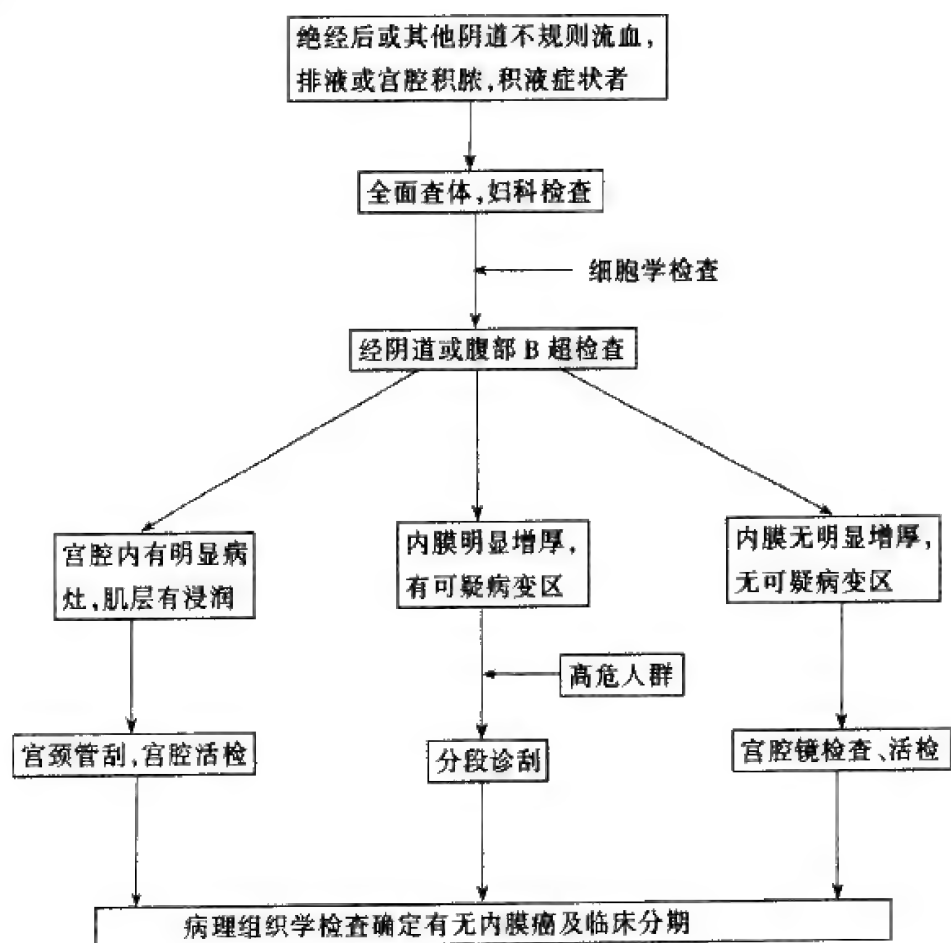 绝经后或其他阴道不规则流血,
排液或宫腔积脓,积液症状者
全面查体,妇科检查
细胞学检查
经阴道或腹部 B 超检查
宫腔内有明显病
灶,肌层有浸润
内膜明显增厚,
有可疑病变区
内膜无明显增厚,
无可疑病变区
高危人群
宫颈管刮,宫腔活检
分段诊刮
宫腔镜检查、活检
病理组织学检查确定有无内膜癌及临床分期